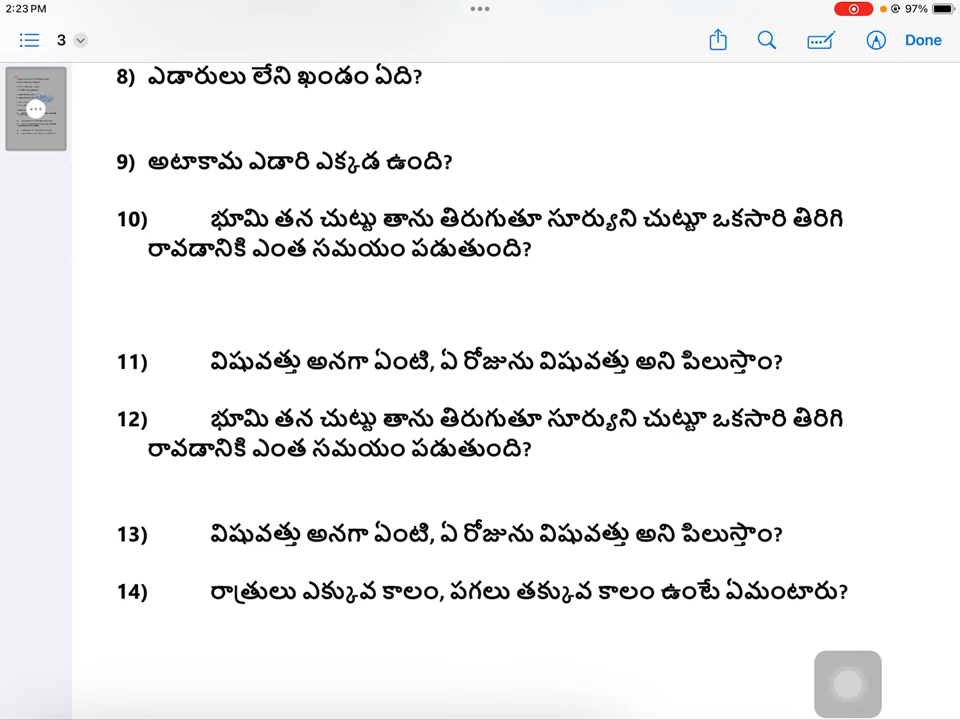 2:23 PM
97%
3
Done
8) ఎడారులు లేని ఖండం ఏది?
9) అటాకామ ఎడారి ఎక్కడ ఉంది?
10) భూమి తన చుట్టు తాను తిరుగుతూ సూర్యుని చుట్టూ ఒకసారి తిరిగి
రావడానికి ఎంత సమయం పడుతుంది?
11) విషువత్తు అనగా ఏంటి, ఏ రోజును విషువత్తు అని పిలుస్తాం?
12) భూమి తన చుట్టు తాను తిరుగుతూ సూర్యుని చుట్టూ ఒకసారి తిరిగి
రావడానికి ఎంత సమయం పడుతుంది?
13) విషువత్తు అనగా ఏంటి, ఏ రోజును విషువత్తు అని పిలుస్తాం?
14) రాత్రులు ఎక్కువ కాలం, పగలు తక్కువ కాలం ఉంటే ఏమంటారు?